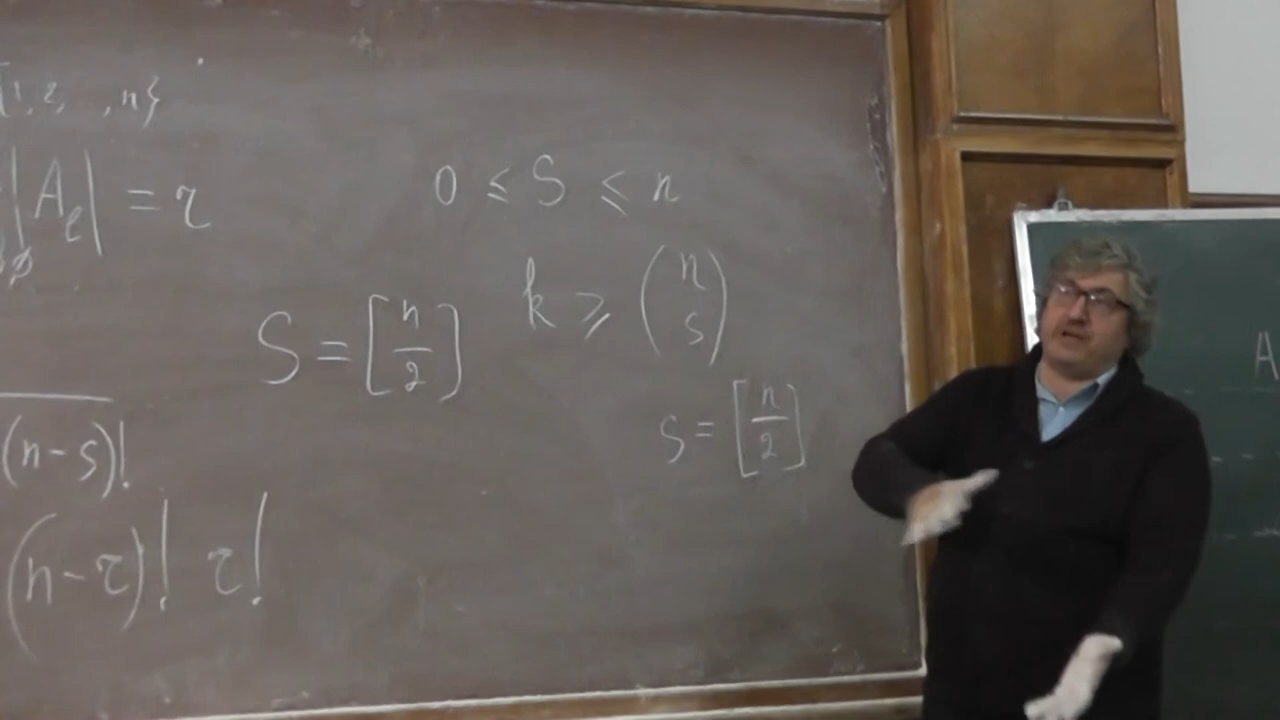 {1, 2, , n}
|A_ℓ| = r
∅
0 ⩽ S ⩽ n
k ⩾ (n s)
S = [n/2]
s = [n/2]
(n-s)!
(n-r)! r!
A